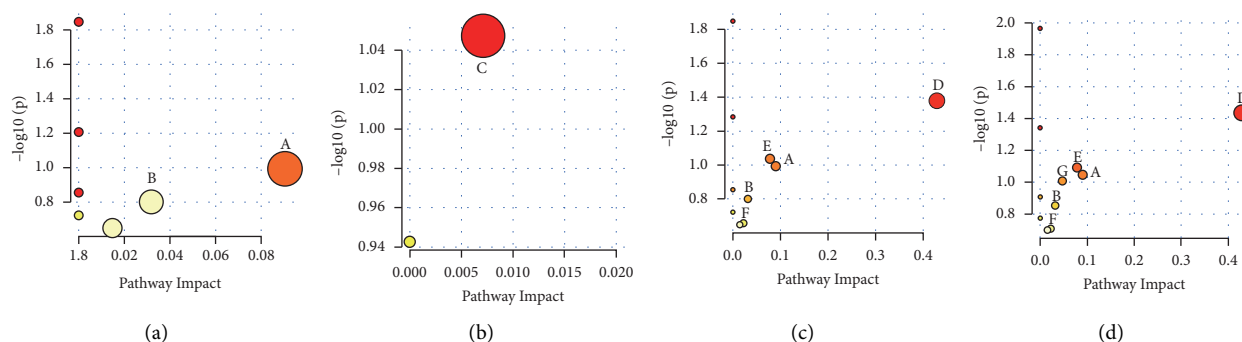 1.8
1.6
1.4
1.2
1.0
0.8
−log10 (p)
A
B
1.8 0.02 0.04 0.06 0.08
Pathway Impact
(a)
1.04
1.02
1.00
0.98
0.96
0.94
−log10 (p)
C
0.000 0.005 0.010 0.015 0.020
Pathway Impact
(b)
1.8
1.6
1.4
1.2
1.0
0.8
−log10 (p)
D
E
A
B
F
0.0 0.1 0.2 0.3 0.4
Pathway Impact
(c)
2.0
1.8
1.6
1.4
1.2
1.0
0.8
−log10 (p)
E
G A
B
F
0.0 0.1 0.2 0.3 0.4
Pathway Impact
(d)